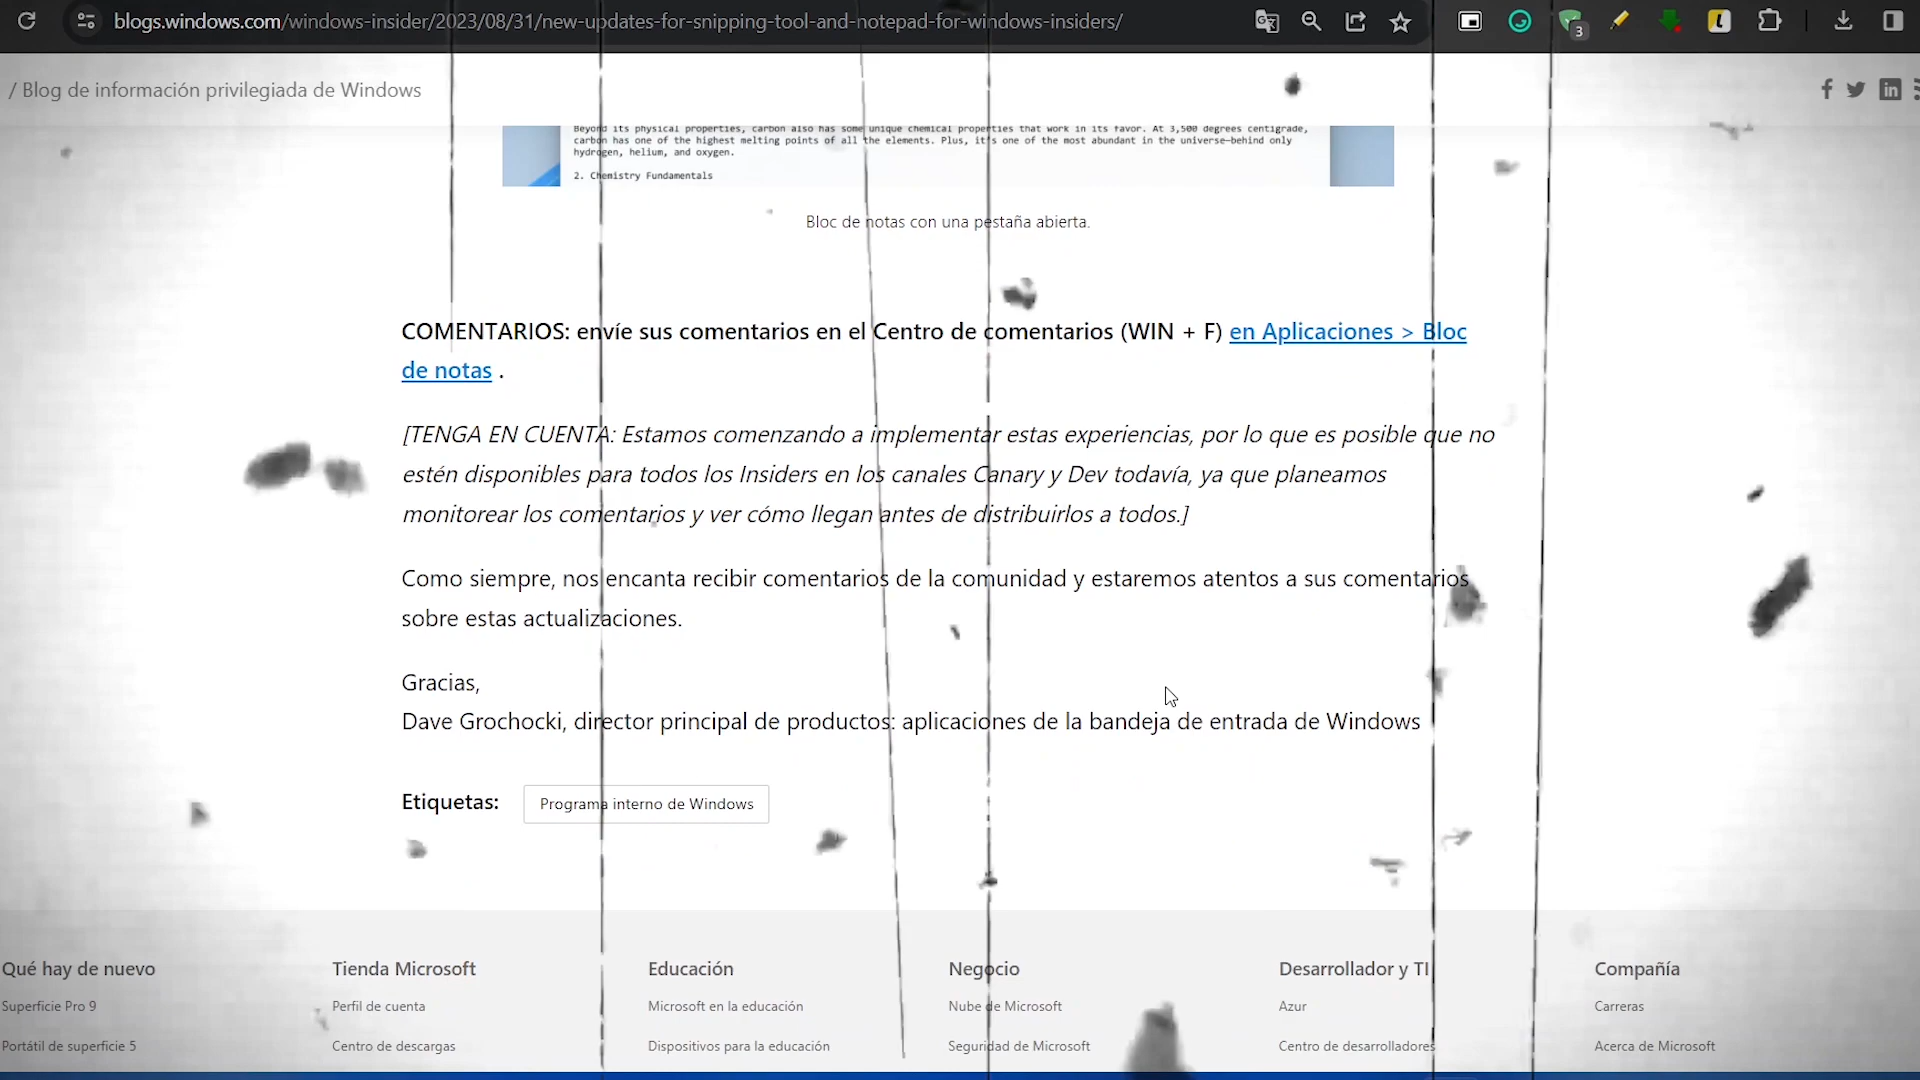 blogs.windows.com/windows-insider/2023/08/31/new-updates-for-snipping-tool-and-notepad-for-windows-insiders/
3
/ Blog de información privilegiada de Windows
Beyond its physical properties, carbon also has some unique chemical properties that work in its favor. At 3,500 degrees centigrade,
carbon has one of the highest melting points of all the elements. Plus, it's one of the most abundant in the universe—behind only
hydrogen, helium, and oxygen.
2. Chemistry Fundamentals
Bloc de notas con una pestaña abierta.
COMENTARIOS: envíe sus comentarios en el Centro de comentarios (WIN + F) en Aplicaciones > Bloc
de notas .
[TENGA EN CUENTA: Estamos comenzando a implementar estas experiencias, por lo que es posible que no
estén disponibles para todos los Insiders en los canales Canary y Dev todavía, ya que planeamos
monitorear los comentarios y ver cómo llegan antes de distribuirlos a todos.]
Como siempre, nos encanta recibir comentarios de la comunidad y estaremos atentos a sus comentarios
sobre estas actualizaciones.
Gracias,
Dave Grochocki, director principal de productos: aplicaciones de la bandeja de entrada de Windows
Etiquetas: Programa interno de Windows
Qué hay de nuevo Tienda Microsoft Educación Negocio Desarrollador y TI Compañía
Superficie Pro 9 Perfil de cuenta Microsoft en la educación Nube de Microsoft Azur Carreras
Portátil de superficie 5 Centro de descargas Dispositivos para la educación Seguridad de Microsoft Centro de desarrolladores Acerca de Microsoft